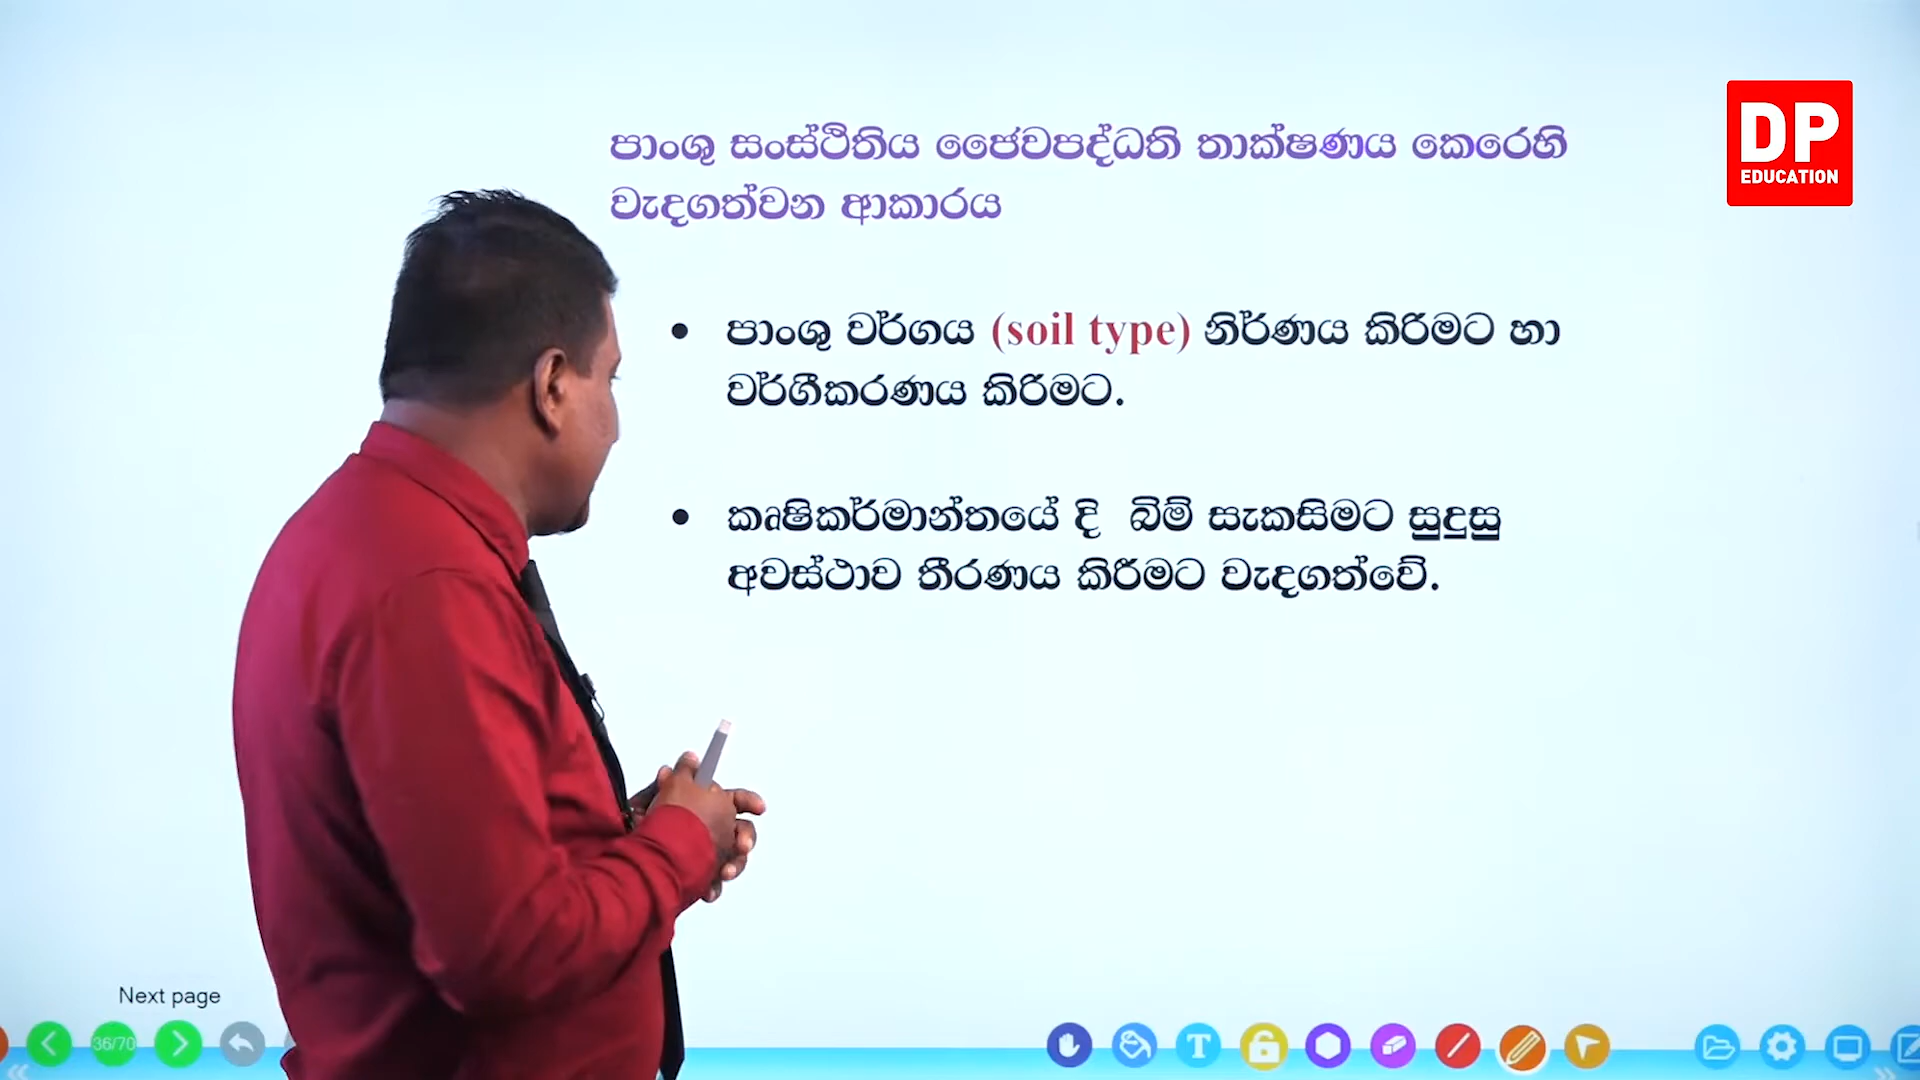 DP
EDUCATION
පාංශු සංස්ථිතිය ජෛවපද්ධති තාක්ෂණය කෙරෙහි
වැදගත්වන ආකාරය
• පාංශු වර්ගය (soil type) නිර්ණය කිරීමට හා
වර්ගීකරණය කිරීමට.
• කෘෂිකර්මාන්තයේ දි බිම් සැකසීමට සුදුසු
අවස්ථාව තීරණය කිරීමට වැදගත්වේ.
Next page
36/70
T